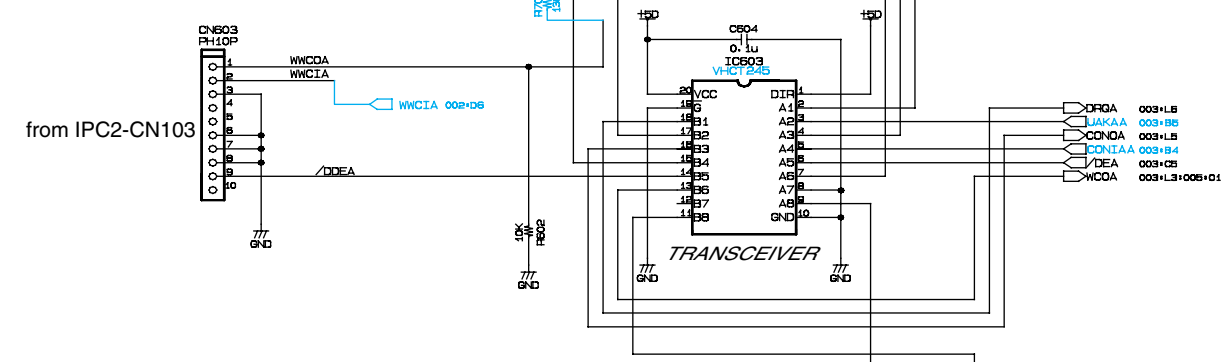 +5D
+5D
CN603
PH10P
C604
0.1u
IC603
VHCT245
1 WWCOA
2 WWCIA
3
4
5
6
7
8
9 /DDEA
10
WWCIA 002:D6
from IPC2-CN103
GND
10K
R602
GND
20 VCC DIR 1
19 G A1 2
18 B1 A2 3
17 B2 A3 4
16 B3 A4 5
15 B4 A5 6
14 B5 A6 7
13 B6 A7 8
12 B7 A8 9
11 B8 GND 10
TRANSCEIVER
GND
GND
DRQA 003:L6
UAKAA 003:B5
CONOA 003:L5
CONIAA 003:B4
/DEA 003:C5
WCOA 003:L3:005:01